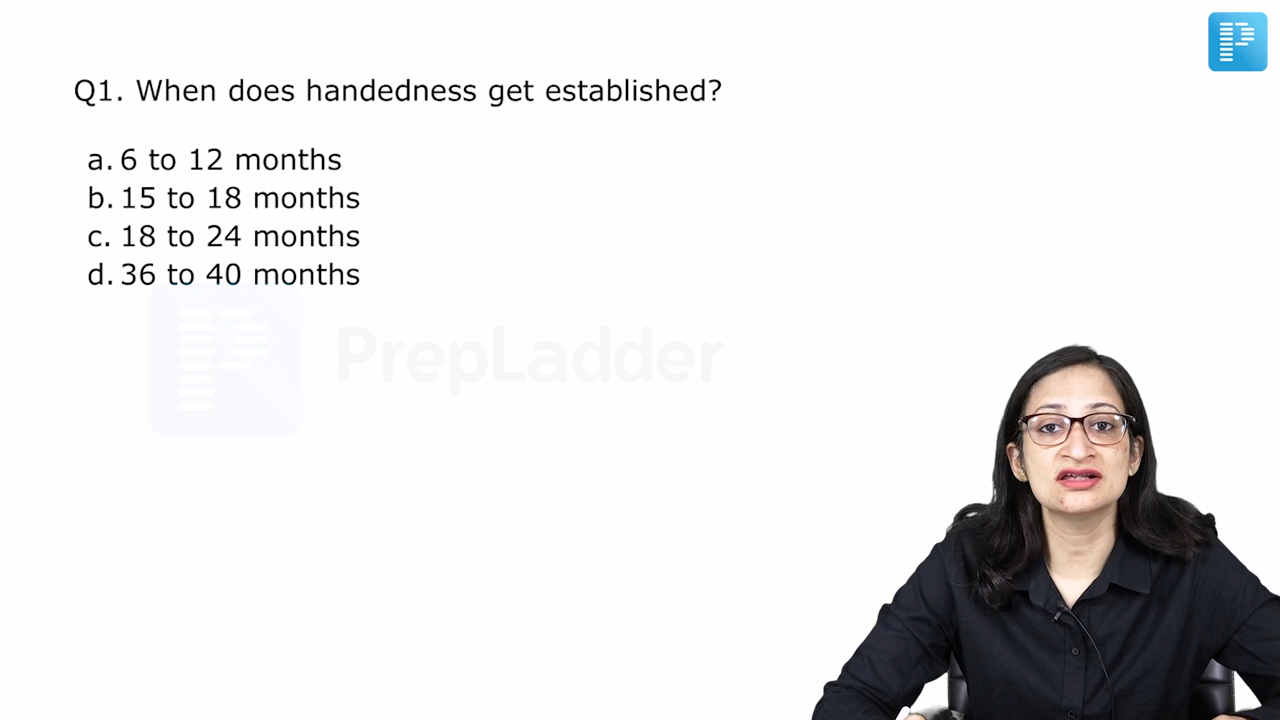 Q1. When does handedness get established?
a. 6 to 12 months
b. 15 to 18 months
c. 18 to 24 months
d. 36 to 40 months
PrepLadder